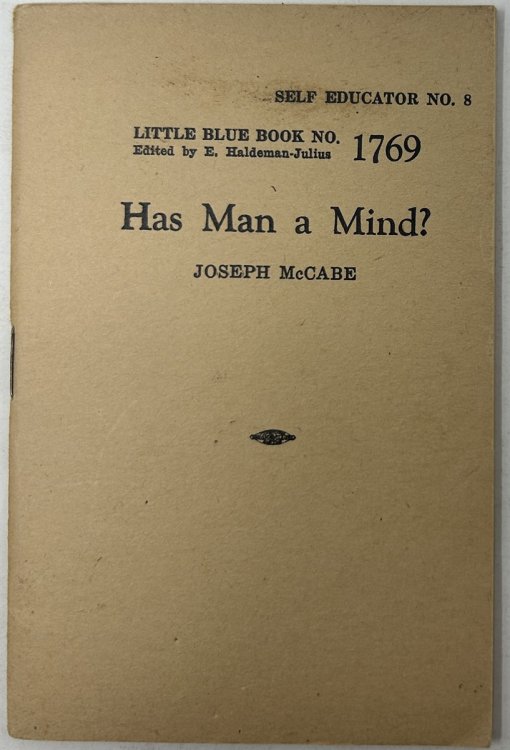 SELF EDUCATOR NO. 8
LITTLE BLUE BOOK NO. 1769
Edited by E. Haldeman-Julius
Has Man a Mind?
JOSEPH McCABE